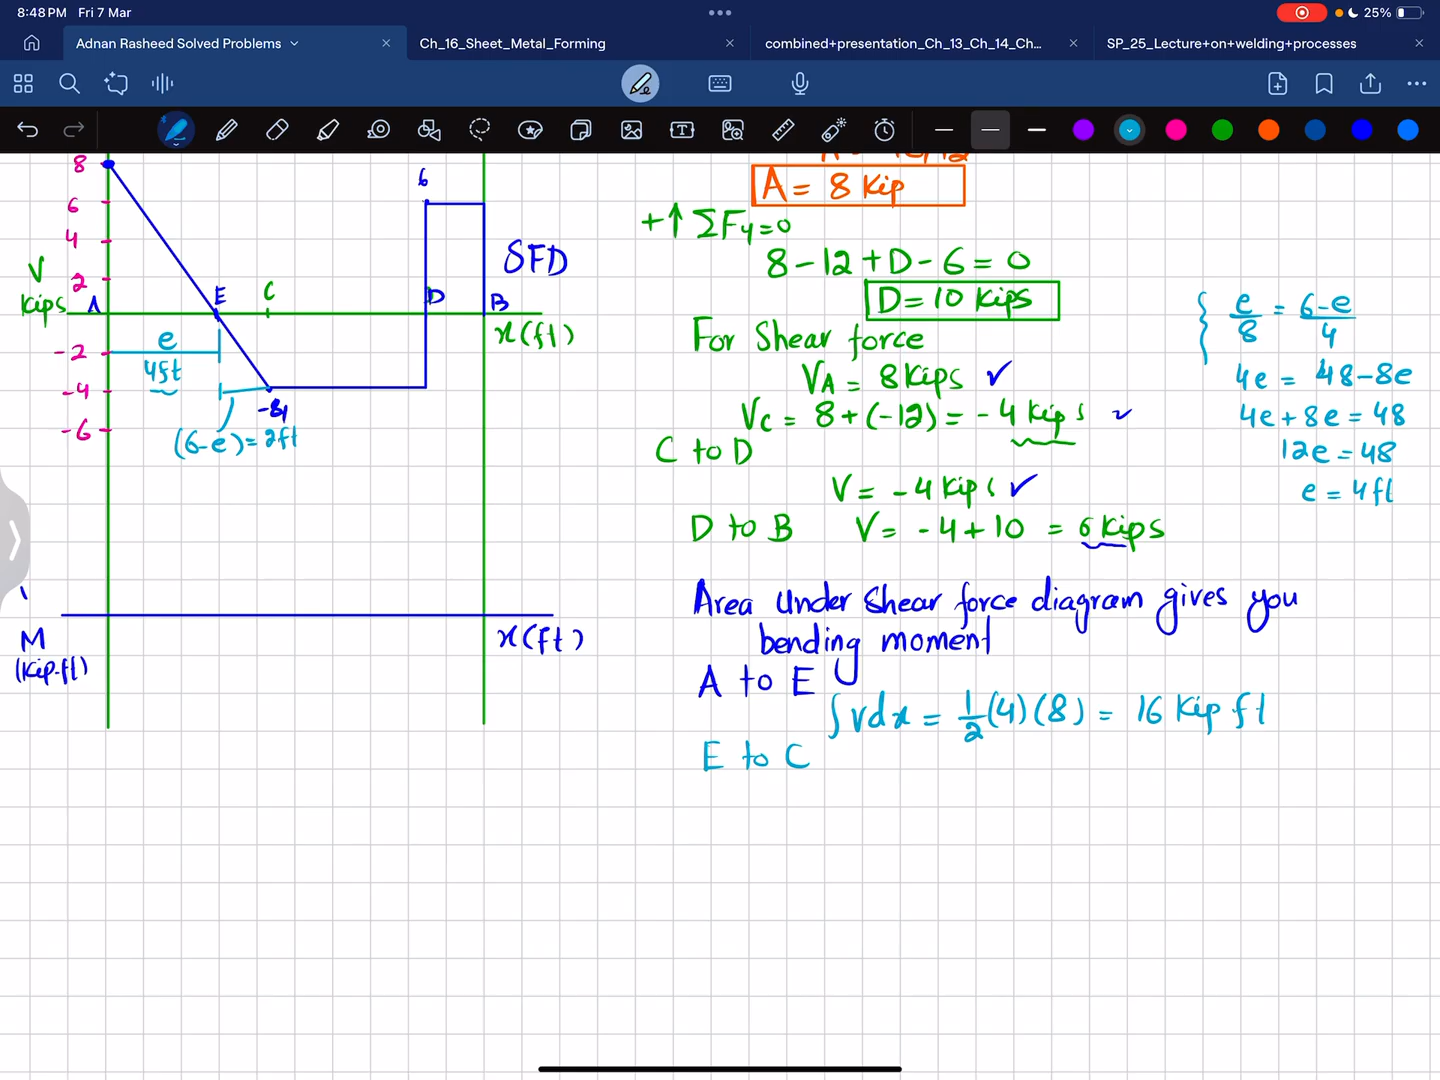 8:48 PM Fri 7 Mar
25%
Adnan Rasheed Solved Problems
Ch_16_Sheet_Metal_Forming
combined+presentation_Ch_13_Ch_14_Ch...
SP_25_Lecture+on+welding+processes
A = 8 Kip
+↑ ΣFy=0
8-12+D-6=0
D=10 Kips
For Shear force
VA = 8Kips ✓
Vc = 8+(-12) = -4 Kips ✓
C to D
V = -4Kips ✓
D to B V = -4+10 = 6 Kips
Area Under Shear force diagram gives you
bending moment
A to E
∫vdx = 1/2 (4)(8) = 16 Kip ft
E to C
e/8 = 6-e/4
4e = 48-8e
4e+8e = 48
12e = 48
e = 4ft
8
6
4
2
-2
-4
-6
V
Kips
A
E
C
D
B
6
SFD
x(ft)
e
4ft
(6-e)=2ft
M
(Kip-ft)
x(ft)